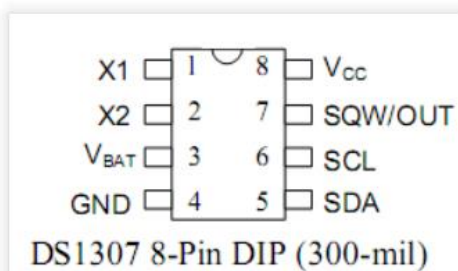 X1 1 8 VCC
X2 2 7 SQW/OUT
VBAT 3 6 SCL
GND 4 5 SDA
DS1307 8-Pin DIP (300-mil)